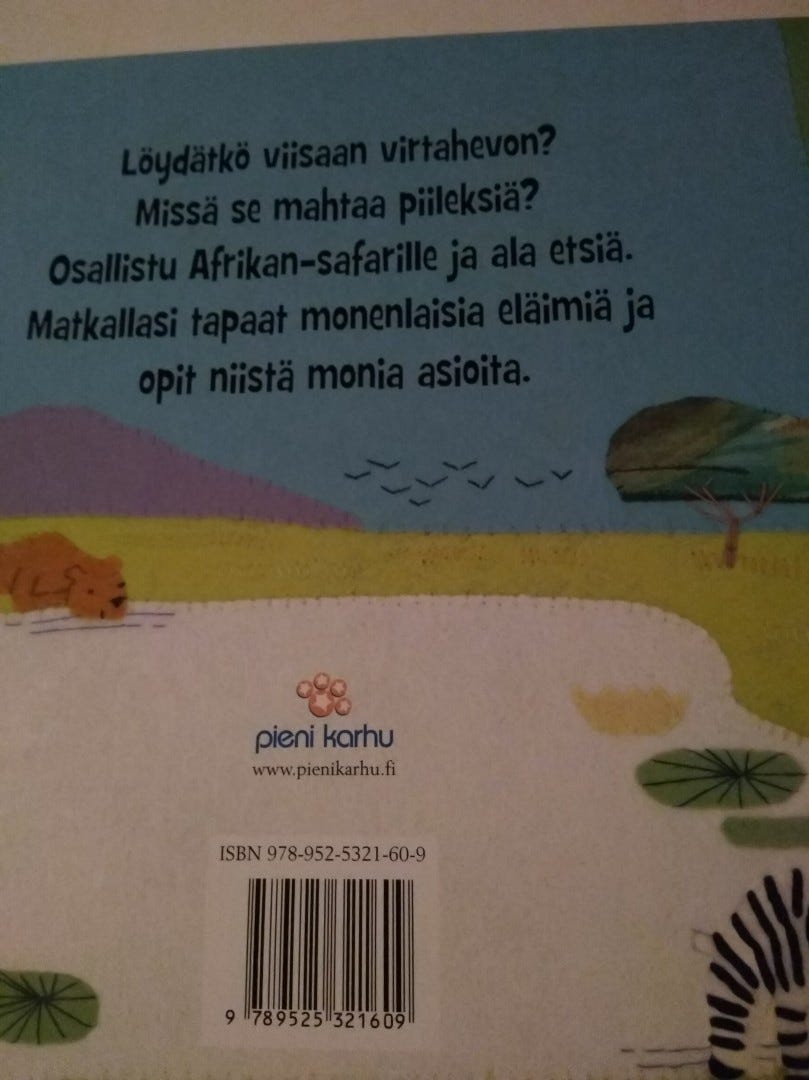 Löydätkö viisaan virtahevon?
Missä se mahtaa piileksiä?
Osallistu Afrikan-safarille ja ala etsiä.
Matkallasi tapaat monenlaisia eläimiä ja
opit niistä monia asioita.
pieni karhu
www.pienikarhu.fi
ISBN 978-952-5321-60-9
9 789525 321609